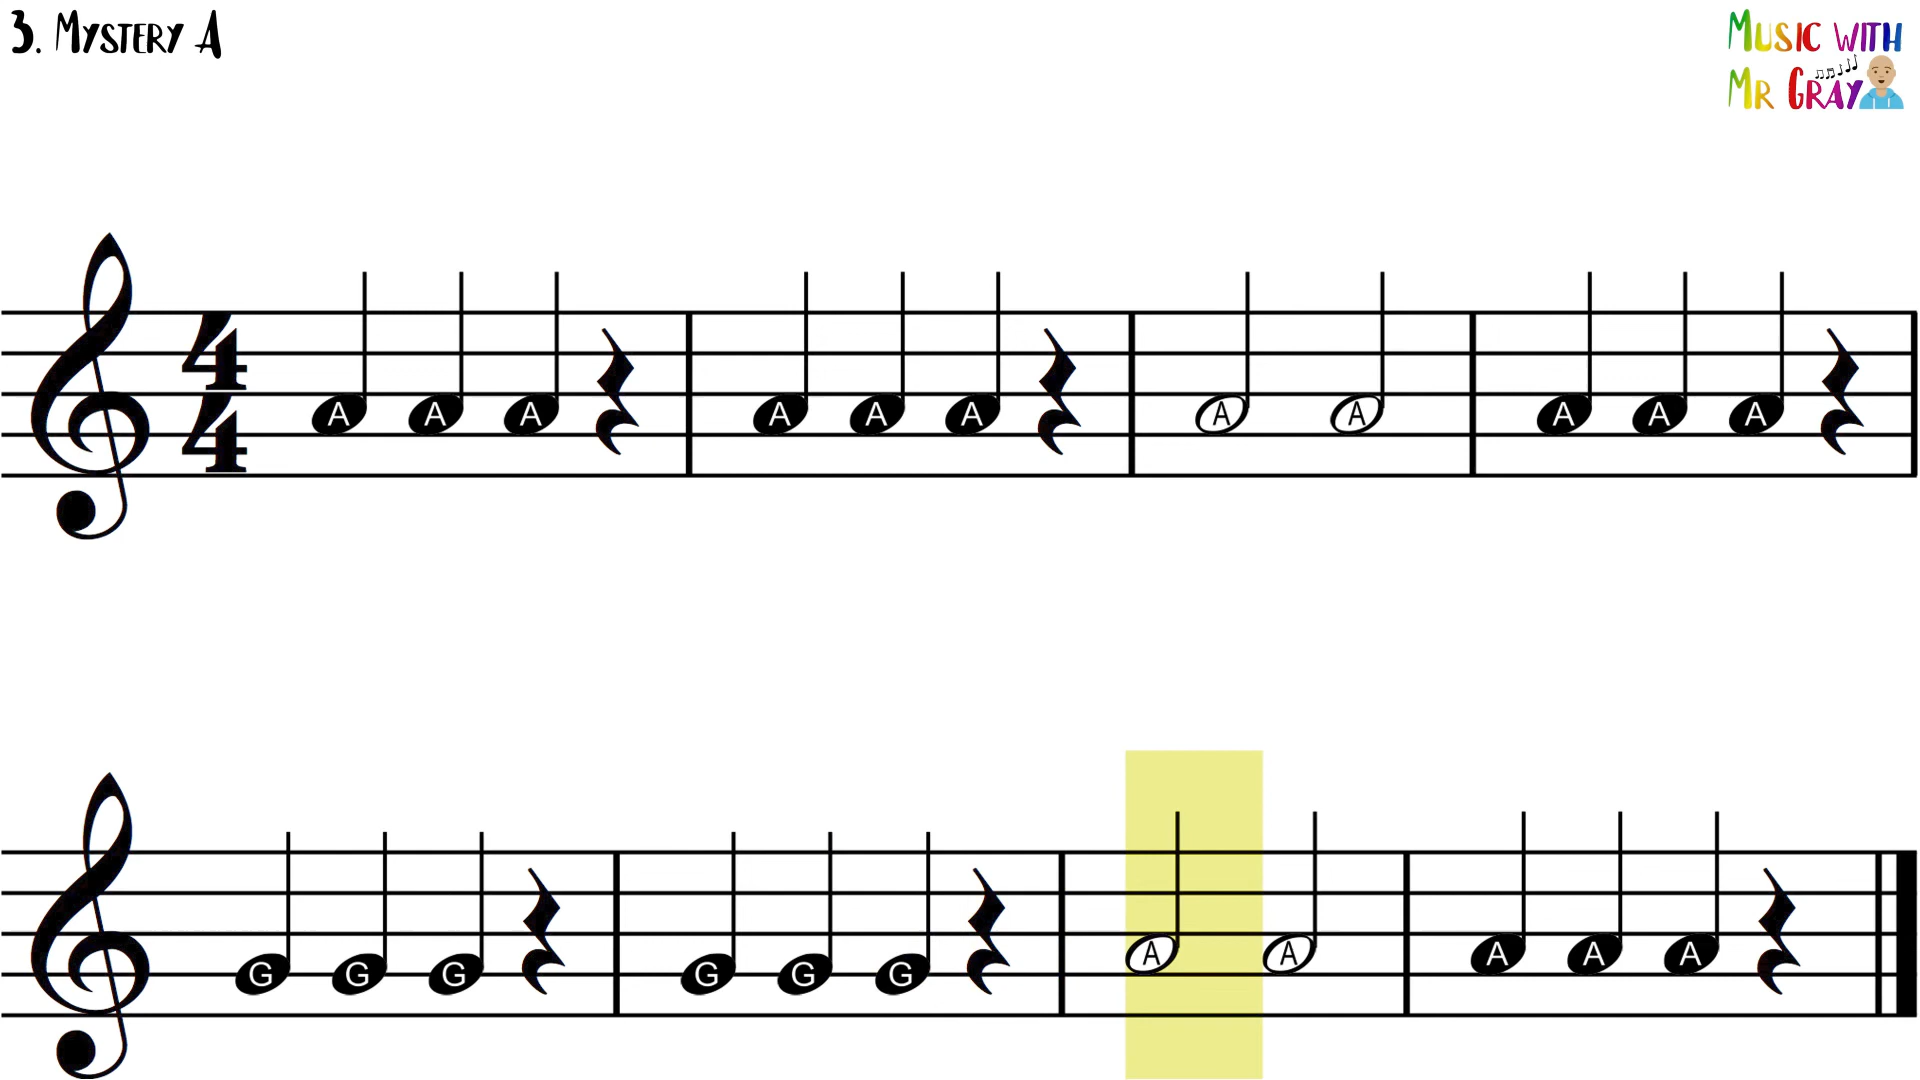 3. Mystery A
Music with
Mr Gray
4
4
A A A A A A A A A A A
G G G G G G A A A A A